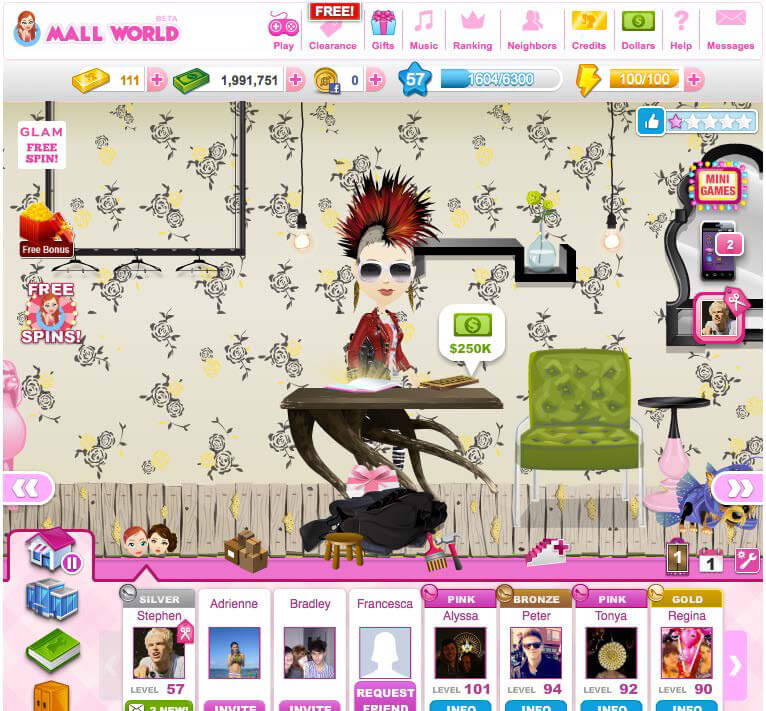 BETA
MALL WORLD
FREE!
Play
Clearance
Gifts
Music
Ranking
Neighbors
Credits
Dollars
Help
Messages
111
1,991,751
0
57
1604/6300
100/100
GLAM
FREE
SPIN!
Free Bonus
FREE
SPINS!
MINI
GAMES
2
$250K
1
1
SILVER
Stephen
LEVEL 57
2 NEW!
Adrienne
INVITE
Bradley
INVITE
Francesca
REQUEST
FRIEND
PINK
Alyssa
LEVEL 101
INFO
BRONZE
Peter
LEVEL 94
INFO
PINK
Tonya
LEVEL 92
INFO
GOLD
Regina
LEVEL 90
INFO